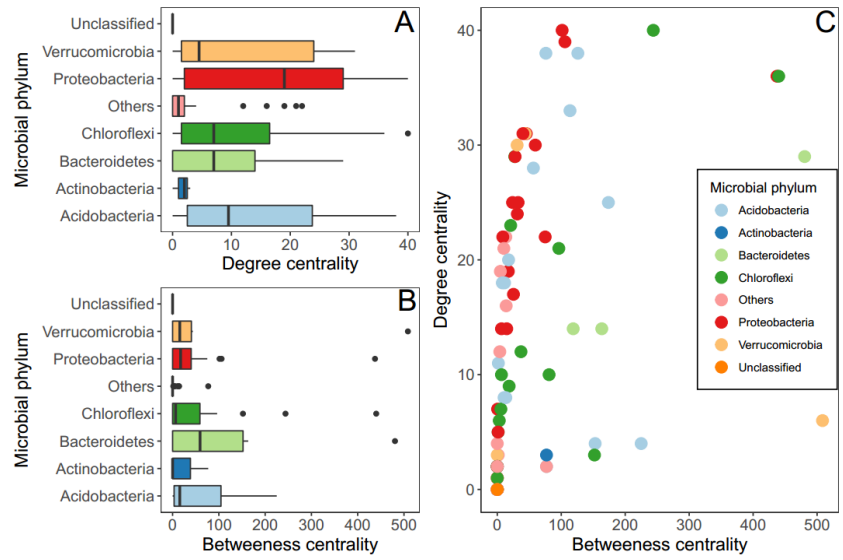 A
Microbial phylum
Unclassified
Verrucomicrobia
Proteobacteria
Others
Chloroflexi
Bacteroidetes
Actinobacteria
Acidobacteria
0 10 20 30 40
Degree centrality
B
Microbial phylum
Unclassified
Verrucomicrobia
Proteobacteria
Others
Chloroflexi
Bacteroidetes
Actinobacteria
Acidobacteria
0 100 200 300 400 500
Betweeness centrality
C
Degree centrality
40
30
20
10
0
Microbial phylum
Acidobacteria
Actinobacteria
Bacteroidetes
Chloroflexi
Others
Proteobacteria
Verrucomicrobia
Unclassified
0 100 200 300 400 500
Betweeness centrality